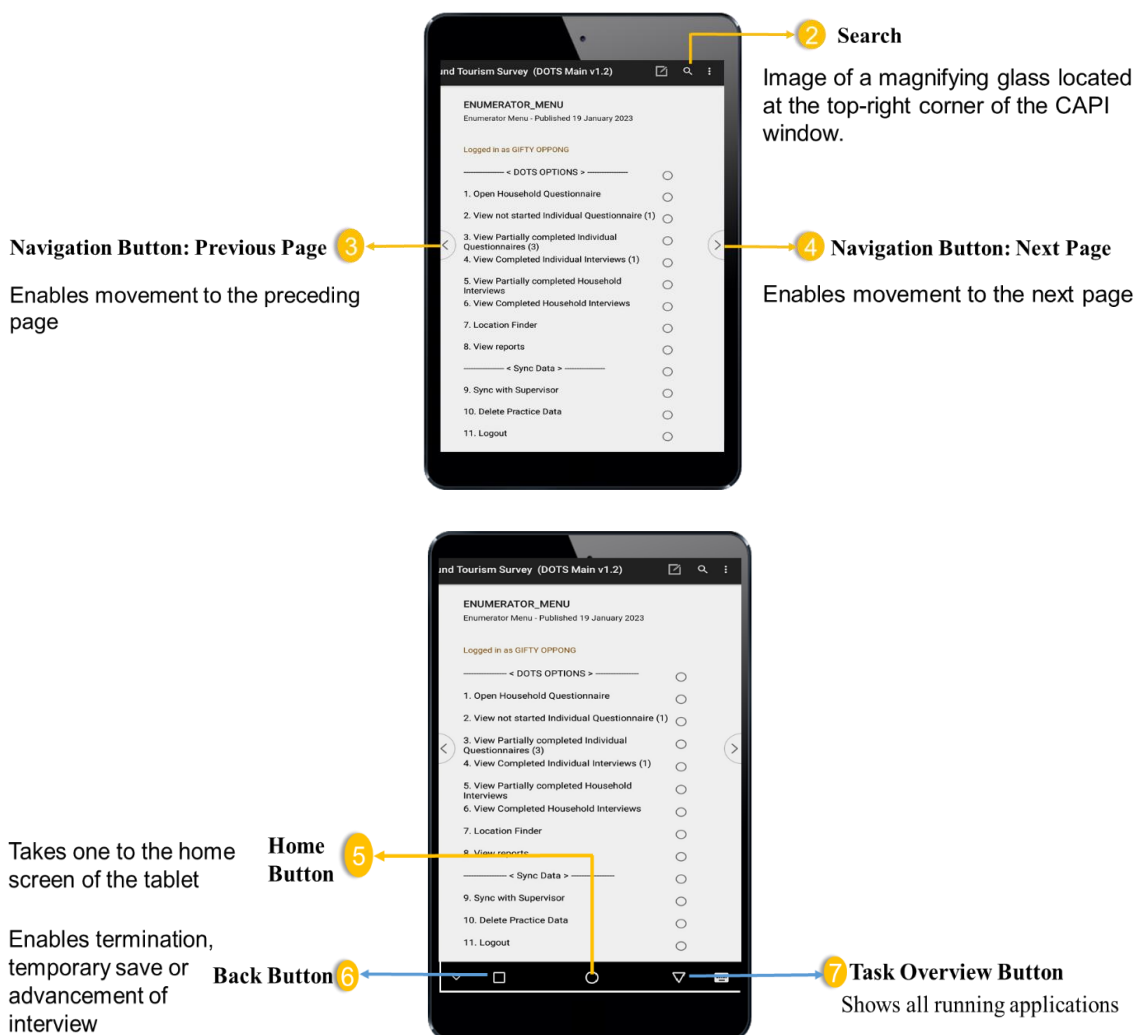 2 Search
Image of a magnifying glass located
at the top-right corner of the CAPI
window.
und Tourism Survey (DOTS Main v1.2)
ENUMERATOR_MENU
Enumerator Menu - Published 19 January 2023
Logged in as GIFTY OPPONG
< DOTS OPTIONS >
1. Open Household Questionnaire
2. View not started Individual Questionnaire (1)
3. View Partially completed Individual
Questionnaires (3)
4. View Completed Individual Interviews (1)
5. View Partially completed Household
Interviews
6. View Completed Household Interviews
7. Location Finder
8. View reports
< Sync Data >
9. Sync with Supervisor
10. Delete Practice Data
11. Logout
Navigation Button: Previous Page 3
Enables movement to the preceding
page
4 Navigation Button: Next Page
Enables movement to the next page
und Tourism Survey (DOTS Main v1.2)
ENUMERATOR_MENU
Enumerator Menu - Published 19 January 2023
Logged in as GIFTY OPPONG
< DOTS OPTIONS >
1. Open Household Questionnaire
2. View not started Individual Questionnaire (1)
3. View Partially completed Individual
Questionnaires (3)
4. View Completed Individual Interviews (1)
5. View Partially completed Household
Interviews
6. View Completed Household Interviews
7. Location Finder
8. View reports
< Sync Data >
9. Sync with Supervisor
10. Delete Practice Data
11. Logout
Takes one to the home
screen of the tablet
Home
Button
5
Enables termination,
temporary save or
advancement of
interview
Back Button 6
7 Task Overview Button
Shows all running applications